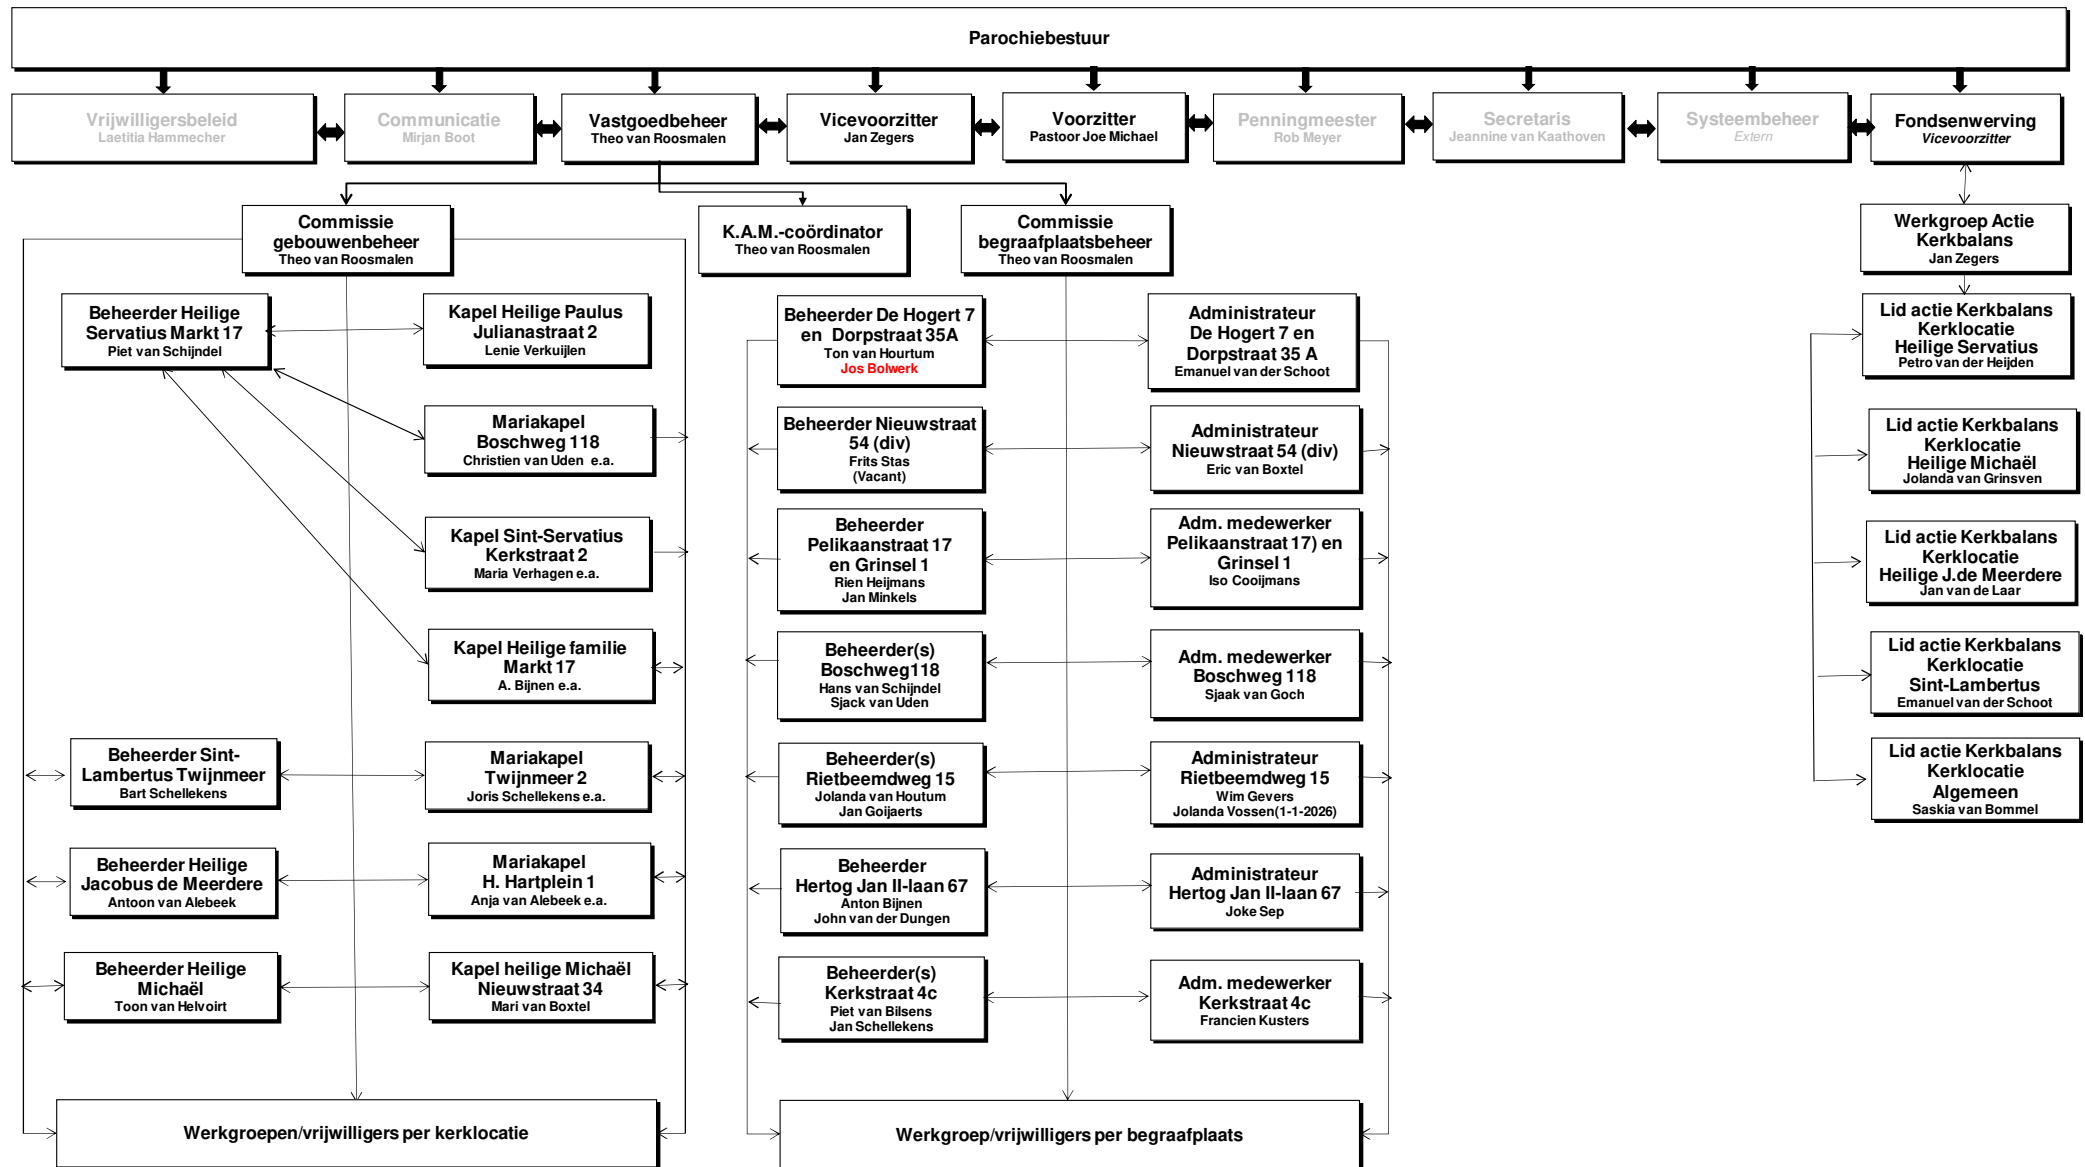 Parochiebestuur
Vrijwilligersbeleid
Laetitia Hammecher
Communicatie
Mirjan Boot
Vastgoedbeheer
Theo van Roosmalen
Vicevoorzitter
Jan Zegers
Voorzitter
Pastoor Joe Michael
Penningmeester
Rob Meyer
Secretaris
Jeannine van Kaathoven
Systeembeheer
Extern
Fondsenwerving
Vicevoorzitter
Commissie
gebouwenbeheer
Theo van Roosmalen
K.A.M.-coördinator
Theo van Roosmalen
Commissie
begraafplaatsbeheer
Theo van Roosmalen
Werkgroep Actie
Kerkbalans
Jan Zegers
Beheerder Heilige
Servatius Markt 17
Piet van Schijndel
Kapel Heilige Paulus
Julianastraat 2
Lenie Verkuijlen
Mariakapel
Boschweg 118
Christien van Uden e.a.
Kapel Sint-Servatius
Kerkstraat 2
Maria Verhagen e.a.
Kapel Heilige familie
Markt 17
A. Bijnen e.a.
Beheerder Sint-
Lambertus Twijnmeer
Bart Schellekens
Mariakapel
Twijnmeer 2
Joris Schellekens e.a.
Beheerder Heilige
Jacobus de Meerdere
Antoon van Alebeek
Mariakapel
H. Hartplein 1
Anja van Alebeek e.a.
Beheerder Heilige
Michaël
Toon van Helvoirt
Kapel heilige Michaël
Nieuwstraat 34
Mari van Boxtel
Werkgroepen/vrijwilligers per kerklocatie
Beheerder De Hogert 7
en Dorpstraat 35A
Ton van Hourtum
Jos Bolwerk
Administrateur
De Hogert 7 en
Dorpstraat 35 A
Emanuel van der Schoot
Beheerder Nieuwstraat
54 (div)
Frits Stas
(Vacant)
Administrateur
Nieuwstraat 54 (div)
Eric van Boxtel
Beheerder
Pelikaanstraat 17
en Grinsel 1
Rien Heijmans
Jan Minkels
Adm. medewerker
Pelikaanstraat 17) en
Grinsel 1
Iso Cooijmans
Beheerder(s)
Boschweg118
Hans van Schijndel
Sjack van Uden
Adm. medewerker
Boschweg 118
Sjaak van Goch
Beheerder(s)
Rietbeemdweg 15
Jolanda van Houtum
Jan Goijaerts
Administrateur
Rietbeemdweg 15
Wim Gevers
Jolanda Vossen(1-1-2026)
Beheerder
Hertog Jan II-laan 67
Anton Bijnen
John van der Dungen
Administrateur
Hertog Jan II-laan 67
Joke Sep
Beheerder(s)
Kerkstraat 4c
Piet van Bilsens
Jan Schellekens
Adm. medewerker
Kerkstraat 4c
Francien Kusters
Werkgroep/vrijwilligers per begraafplaats
Lid actie Kerkbalans
Kerklocatie
Heilige Servatius
Petro van der Heijden
Lid actie Kerkbalans
Kerklocatie
Heilige Michaël
Jolanda van Grinsven
Lid actie Kerkbalans
Kerklocatie
Heilige J.de Meerdere
Jan van de Laar
Lid actie Kerkbalans
Kerklocatie
Sint-Lambertus
Emanuel van der Schoot
Lid actie Kerkbalans
Kerklocatie
Algemeen
Saskia van Bommel